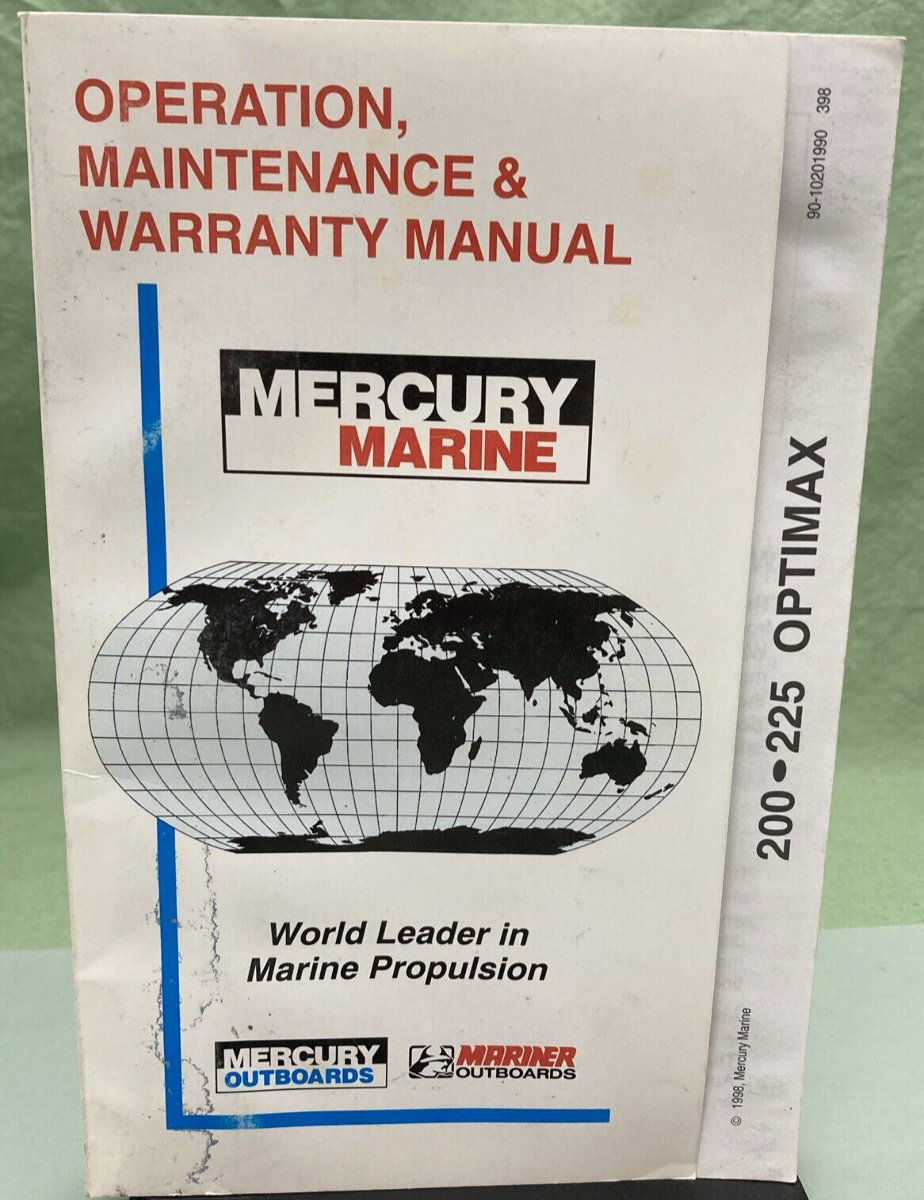 OPERATION,
MAINTENANCE &
WARRANTY MANUAL
MERCURY
MARINE
World Leader in
Marine Propulsion
MERCURY
OUTBOARDS
MARINER
OUTBOARDS
90-10201990 398
200•225 OPTIMAX
© 1998, Mercury Marine